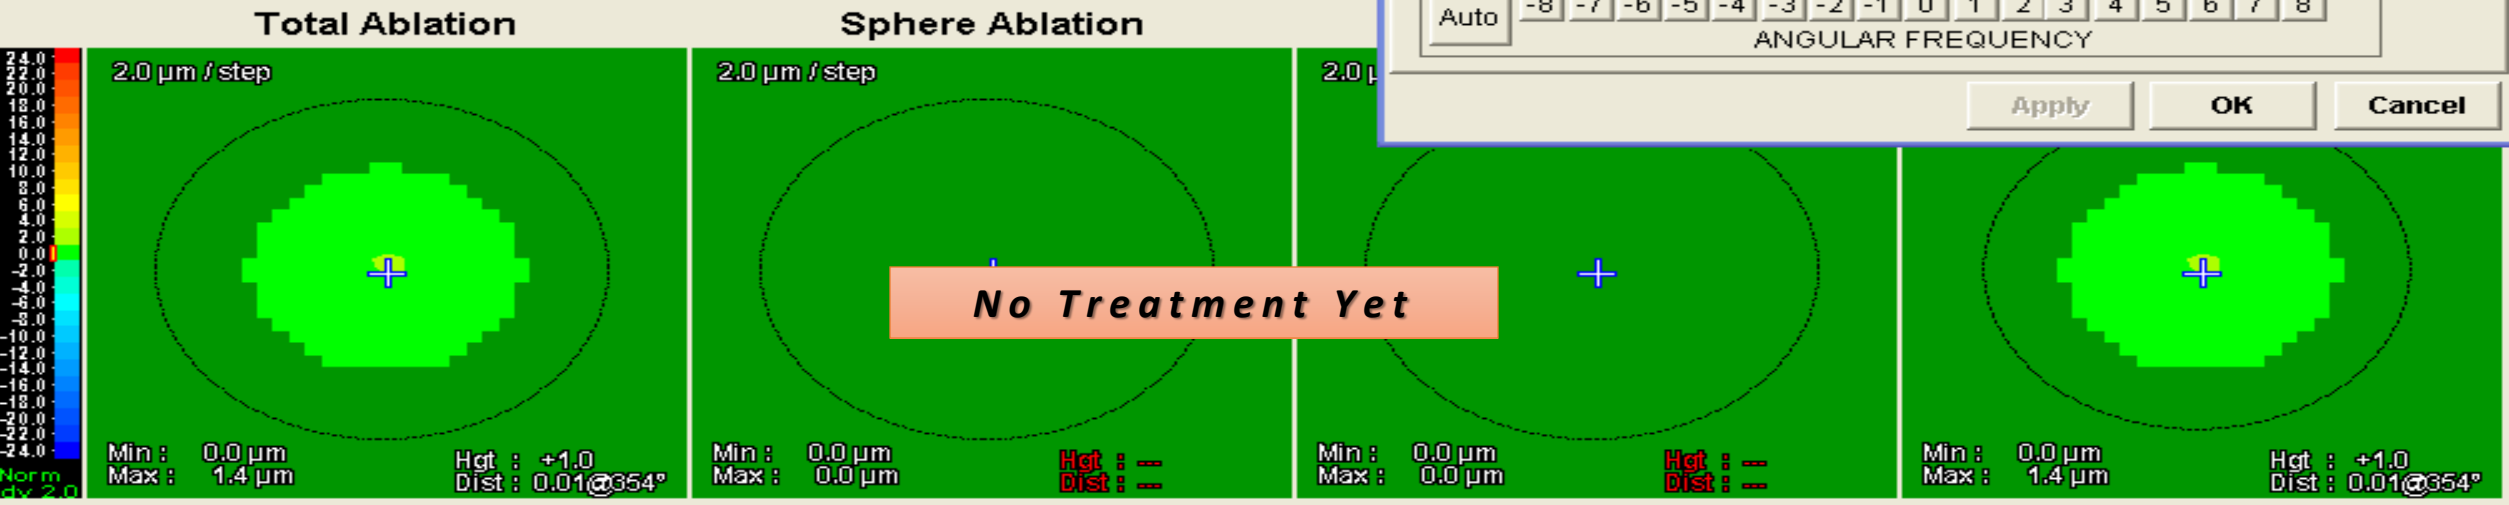 Total Ablation
Sphere Ablation
Auto
-8 -7 -6 -5 -4 -3 -2 -1 0 1 2 3 4 5 6 7 8
ANGULAR FREQUENCY
Apply OK Cancel
24.0
22.0
20.0
18.0
16.0
14.0
12.0
10.0
8.0
6.0
4.0
2.0
0.0
-2.0
-4.0
-6.0
-8.0
-10.0
-12.0
-14.0
-16.0
-18.0
-20.0
-22.0
-24.0
Norm
dy 2.0
2.0 µm / step
Min : 0.0 µm
Max : 1.4 µm
Hgt : +1.0
Dist : 0.01@354°
2.0 µm / step
No Treatment Yet
Min : 0.0 µm
Max : 0.0 µm
Hgt : ---
Dist : ---
2.0 µ
Min : 0.0 µm
Max : 0.0 µm
Hgt : ---
Dist : ---
Min : 0.0 µm
Max : 1.4 µm
Hgt : +1.0
Dist : 0.01@354°